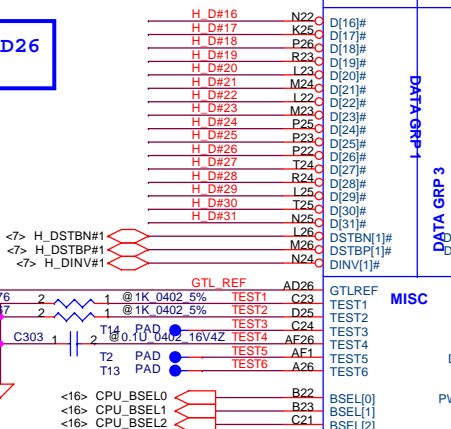 D26
H_D#16 N22 D[16]#
H_D#17 K25 D[17]#
H_D#18 P26 D[18]#
H_D#19 R23 D[19]#
H_D#20 L23 D[20]#
H_D#21 M24 D[21]#
H_D#22 L22 D[22]#
H_D#23 M23 D[23]#
H_D#24 P25 D[24]#
H_D#25 P23 D[25]#
H_D#26 P22 D[26]#
H_D#27 T24 D[27]#
H_D#28 R24 D[28]#
H_D#29 L25 D[29]#
H_D#30 T25 D[30]#
H_D#31 N25 D[31]#
<7> H_DSTBN#1 L26 DSTBN[1]#
<7> H_DSTBP#1 M26 DSTBP[1]#
<7> H_DINV#1 N24 DINV[1]#
DATA GRP 1
DATA GRP 3
GTL_REF AD26 GTLREF
MISC
2 1 @1K_0402_5% TEST1 C23 TEST1
2 1 @1K_0402_5% TEST2 D25 TEST2
T14 PAD TEST3 C24 TEST3
C303 1 2 @0.1U_0402_16V4Z TEST4 AF26 TEST4
T2 PAD TEST5 AF1 TEST5
T13 PAD TEST6 A26 TEST6
<16> CPU_BSEL0 B22 BSEL[0]
<16> CPU_BSEL1 B23 BSEL[1]
<16> CPU_BSEL2 C21 BSEL[2]